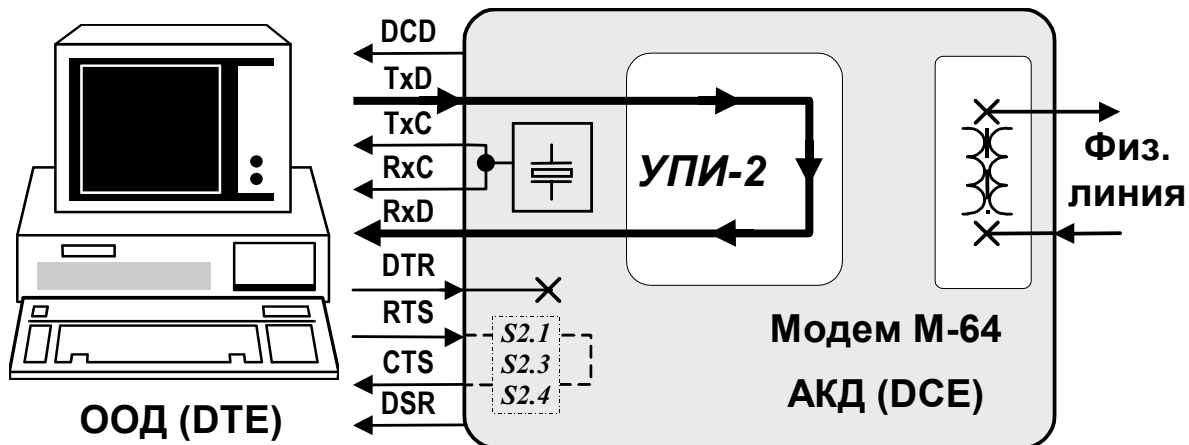 DCD
TxD
TxC
RxC
RxD
DTR
RTS
CTS
DSR
S2.1
S2.3
S2.4
УПИ-2
Физ.
линия
Модем М-64
АКД (DCE)
ООД (DTE)